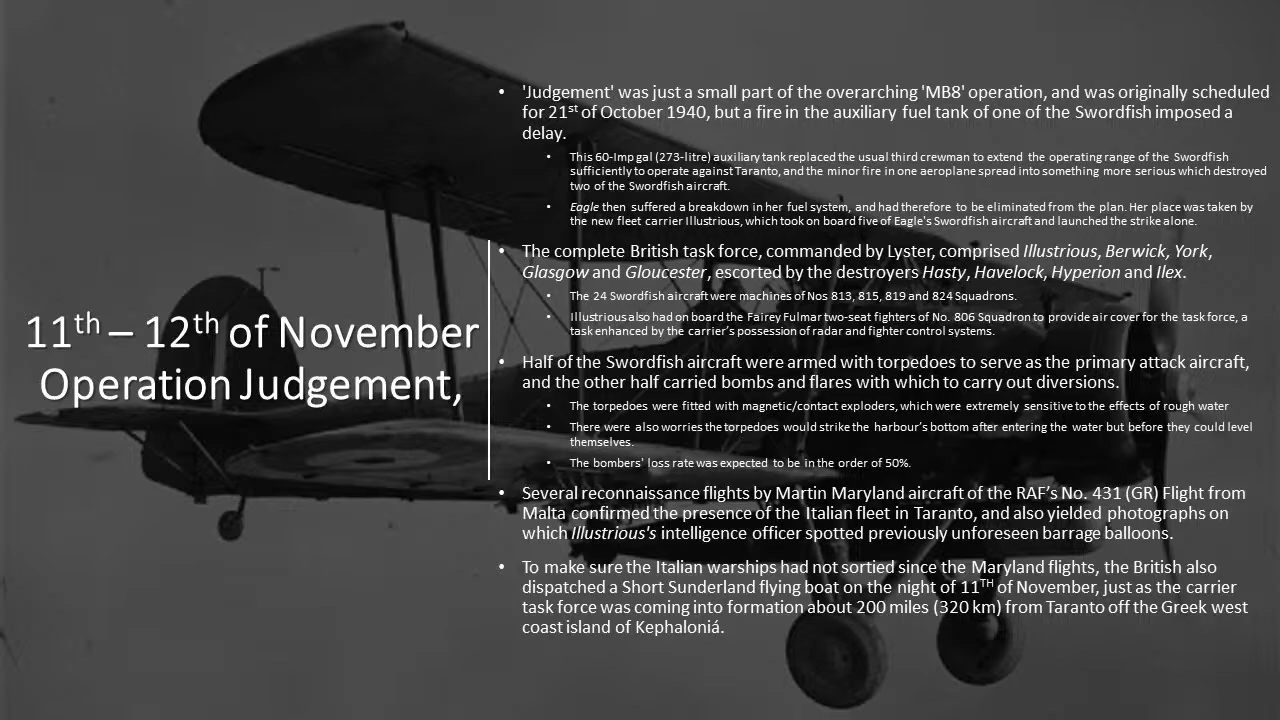 11th – 12th of November
Operation Judgement,
• 'Judgement' was just a small part of the overarching 'MB8' operation, and was originally scheduled
for 21st of October 1940, but a fire in the auxiliary fuel tank of one of the Swordfish imposed a
delay.
• This 60-Imp gal (273-litre) auxiliary tank replaced the usual third crewman to extend the operating range of the Swordfish
sufficiently to operate against Taranto, and the minor fire in one aeroplane spread into something more serious which destroyed
two of the Swordfish aircraft.
• Eagle then suffered a breakdown in her fuel system, and had therefore to be eliminated from the plan. Her place was taken by
the new fleet carrier Illustrious, which took on board five of Eagle's Swordfish aircraft and launched the strike alone.
• The complete British task force, commanded by Lyster, comprised Illustrious, Berwick, York,
Glasgow and Gloucester, escorted by the destroyers Hasty, Havelock, Hyperion and Ilex.
• The 24 Swordfish aircraft were machines of Nos 813, 815, 819 and 824 Squadrons.
• Illustrious also had on board the Fairey Fulmar two-seat fighters of No. 806 Squadron to provide air cover for the task force, a
task enhanced by the carrier's possession of radar and fighter control systems.
• Half of the Swordfish aircraft were armed with torpedoes to serve as the primary attack aircraft,
and the other half carried bombs and flares with which to carry out diversions.
• The torpedoes were fitted with magnetic/contact exploders, which were extremely sensitive to the effects of rough water
• There were also worries the torpedoes would strike the harbour's bottom after entering the water but before they could level
themselves.
• The bombers' loss rate was expected to be in the order of 50%.
• Several reconnaissance flights by Martin Maryland aircraft of the RAF's No. 431 (GR) Flight from
Malta confirmed the presence of the Italian fleet in Taranto, and also yielded photographs on
which Illustrious's intelligence officer spotted previously unforeseen barrage balloons.
• To make sure the Italian warships had not sortied since the Maryland flights, the British also
dispatched a Short Sunderland flying boat on the night of 11TH of November, just as the carrier
task force was coming into formation about 200 miles (320 km) from Taranto off the Greek west
coast island of Kephaloniá.